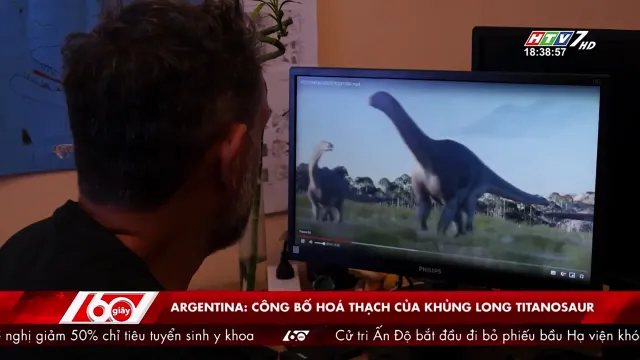 HTV7 HD
18:38:57
PHILIPS
60 giây
ARGENTINA: CÔNG BỐ HOÁ THẠCH CỦA KHỦNG LONG TITANOSAUR
nghị giảm 50% chỉ tiêu tuyển sinh y khoa 60 Cử tri Ấn Độ bắt đầu đi bỏ phiếu bầu Hạ viện